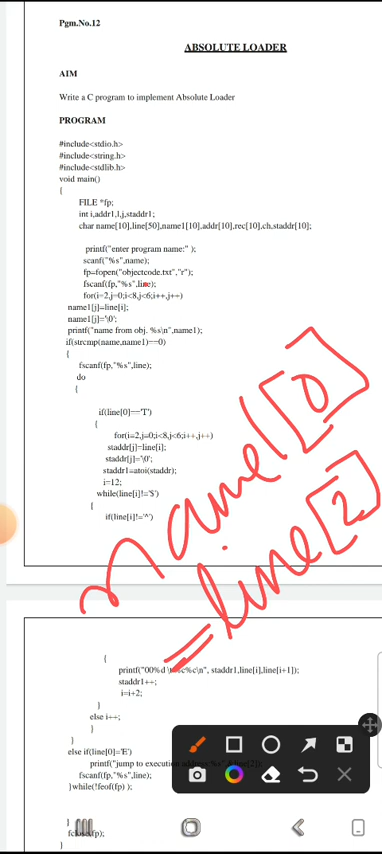 Pgm.No.12
ABSOLUTE LOADER
AIM
Write a C program to implement Absolute Loader
PROGRAM
#include<stdio.h>
#include<string.h>
#include<stdlib.h>
void main()
{
FILE *fp;
int i,addr1,l,j,staddr1;
char name[10],line[50],name1[10],addr[10],rec[10],ch,staddr[10];
printf("enter program name:" );
scanf("%s",name);
fp=fopen("objectcode.txt","r");
fscanf(fp,"%s",line);
for(i=2,j=0;i<8,j<6;i++,j++)
name1[j]=line[i];
name1[j]='\0';
printf("name from obj. %s\n",name1);
if(strcmp(name,name1)==0)
{
fscanf(fp,"%s",line);
do
{
if(line[0]=='T')
{
for(i=2,j=0;i<8,j<6;i++,j++)
staddr[j]=line[i];
staddr[j]='\0';
staddr1=atoi(staddr);
i=12;
while(line[i]!='$')
{
if(line[i]!='^')
name1[0]
=line[2]
{
printf("00%d \t%c%c\n", staddr1,line[i],line[i+1]);
staddr1++;
i=i+2;
}
else i++;
}
}
else if(line[0]='E')
printf("jump to execution
fscanf(fp,"%s",line);
}while(!feof(fp) );
}
fclose(fp);
}